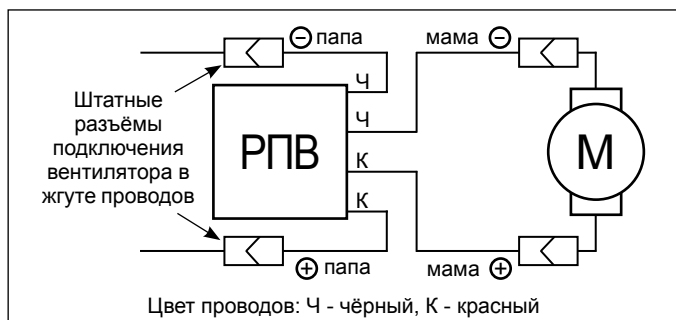 ⊖ папа
мама ⊖
Штатные
разъёмы
подключения
вентилятора в
жгуте проводов
РПВ
Ч
Ч
К
К
М
⊕ папа
мама ⊕
Цвет проводов: Ч - чёрный, К - красный